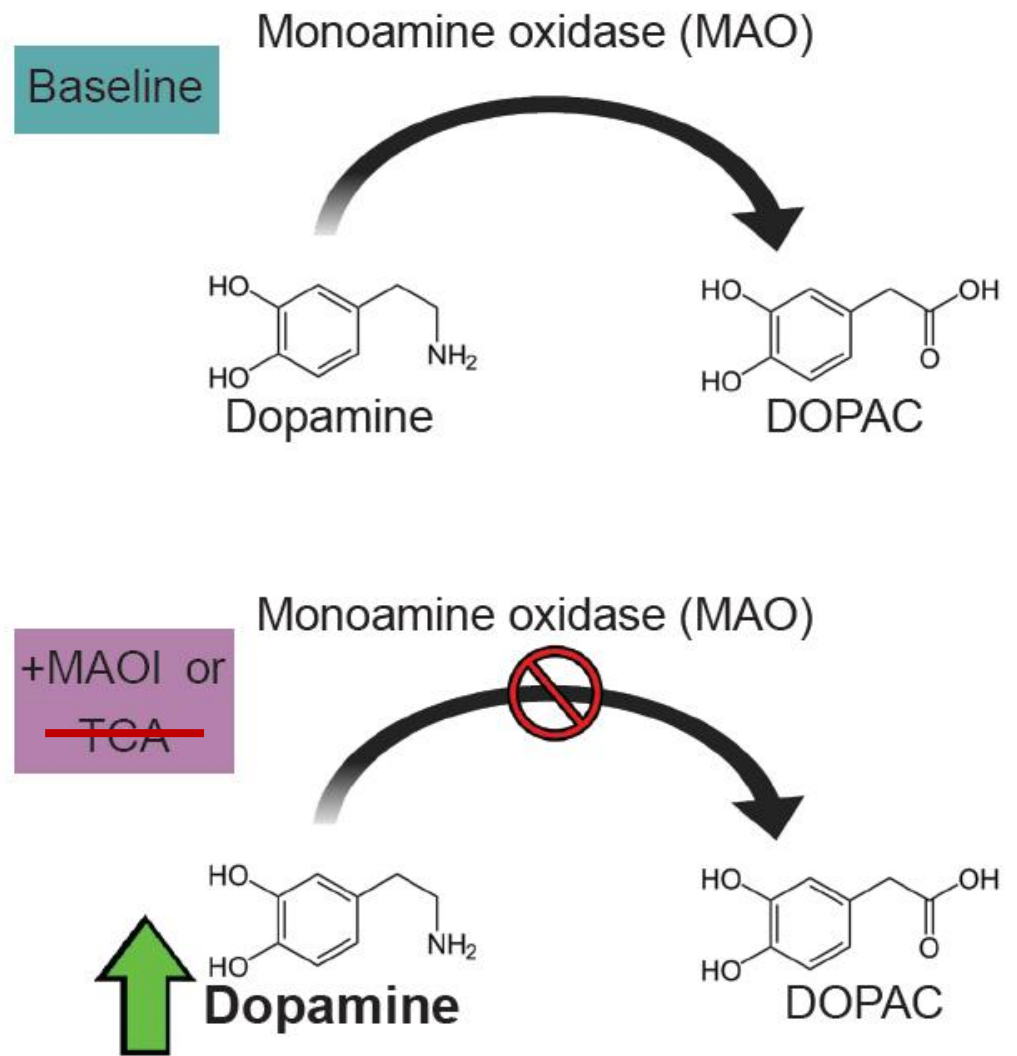 Monoamine oxidase (MAO)
Baseline
HO
HO
NH₂
Dopamine
HO
HO
OH
O
DOPAC
Monoamine oxidase (MAO)
+MAOI or
TCA
HO
HO
NH₂
Dopamine
HO
HO
OH
O
DOPAC